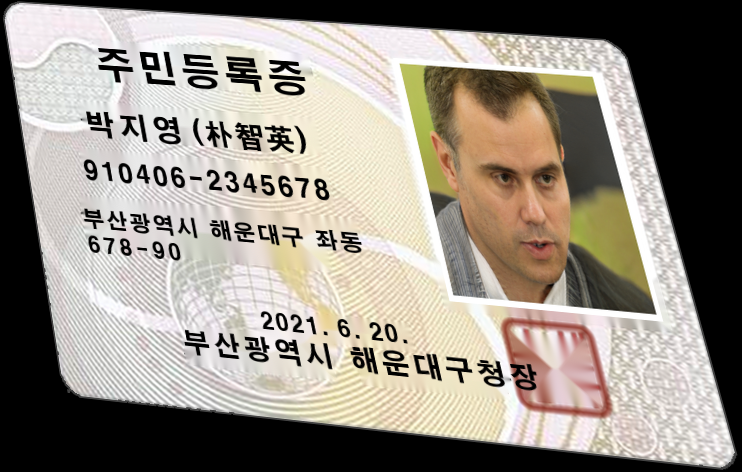 주민등록증
박지영(朴智英)
910406-2345678
부산광역시 해운대구 좌동
678-90
2021.6.20.
부산광역시 해운대구청장